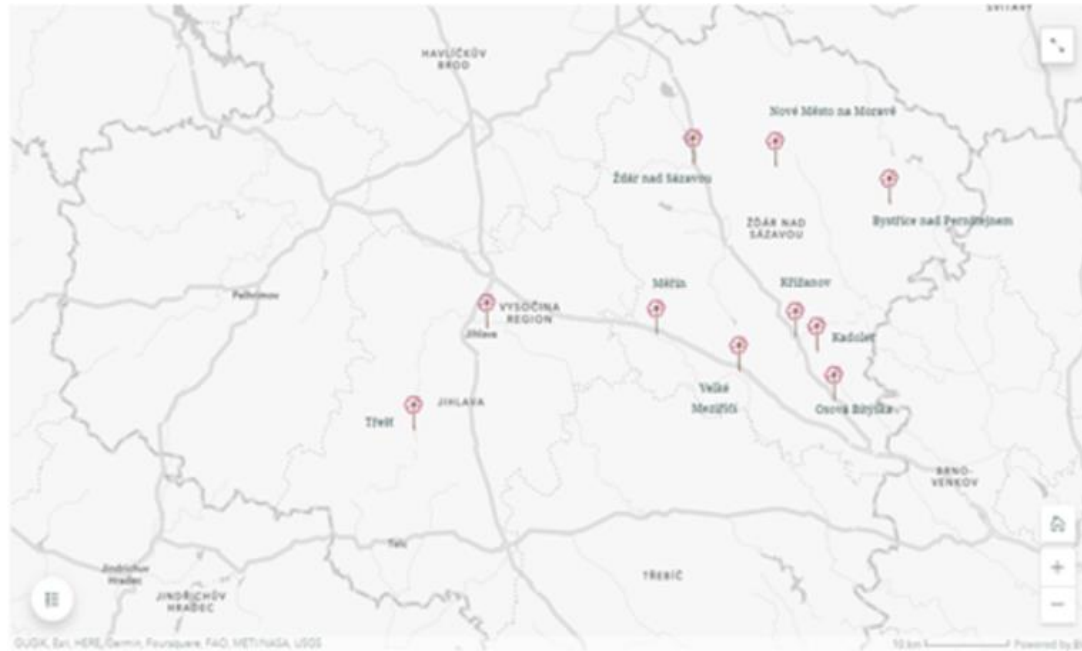 SVITAVY
HAVLÍČKŮV
BROD
Nové Město na Moravě
Žďár nad Sázavou
Bystřice nad Pernštejnem
ŽĎÁR NAD
SÁZAVOU
Pelhřimov
Měřín
Křižanov
VYSOČINA
REGION
Jihlava
Kadolec
Velké
Meziříčí
Osová Bítýška
Třešť
JIHLAVA
BRNO-
VENKOV
Telč
Jindřichův
Hradec
JINDŘICHŮV
HRADEC
TŘEBÍČ
+
−
GUGiK, Esri, HERE, Garmin, Foursquare, FAO, METI/NASA, USGS
10 km
Powered by